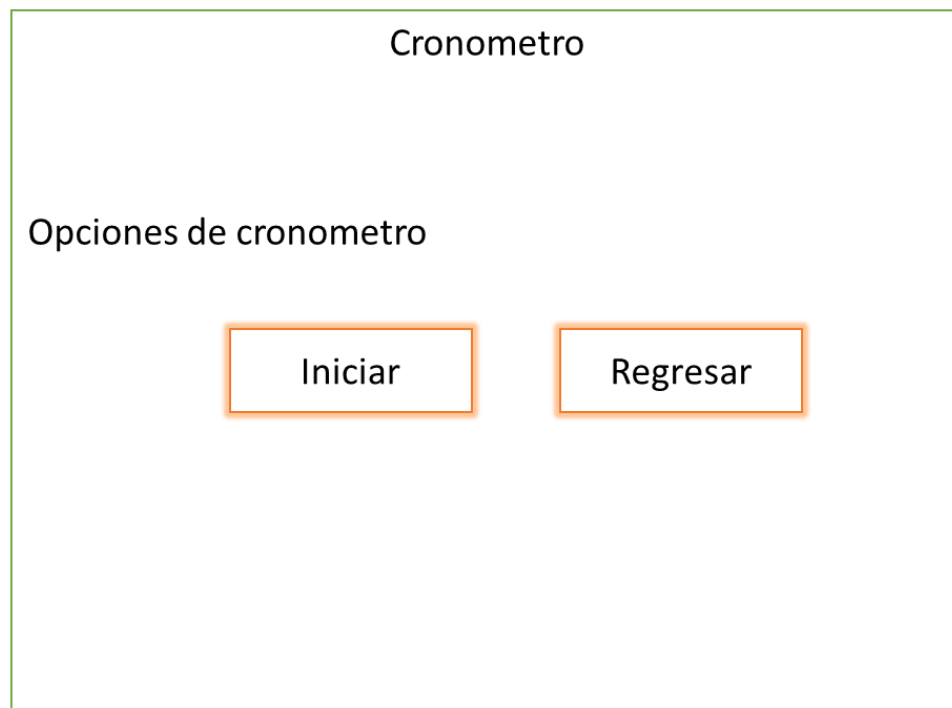 Cronometro
Opciones de cronometro
Iniciar
Regresar